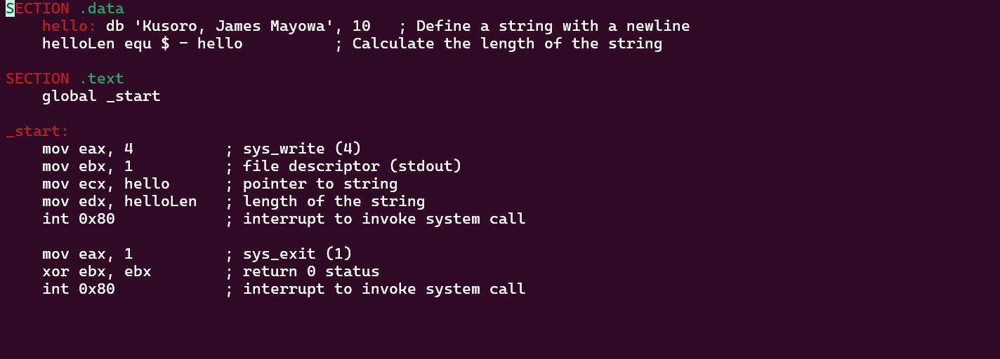 SECTION .data
    hello: db 'Kusoro, James Mayowa', 10   ; Define a string with a newline
    helloLen equ $ - hello          ; Calculate the length of the string

SECTION .text
    global _start

_start:
    mov eax, 4          ; sys_write (4)
    mov ebx, 1          ; file descriptor (stdout)
    mov ecx, hello      ; pointer to string
    mov edx, helloLen   ; length of the string
    int 0x80            ; interrupt to invoke system call

    mov eax, 1          ; sys_exit (1)
    xor ebx, ebx        ; return 0 status
    int 0x80            ; interrupt to invoke system call